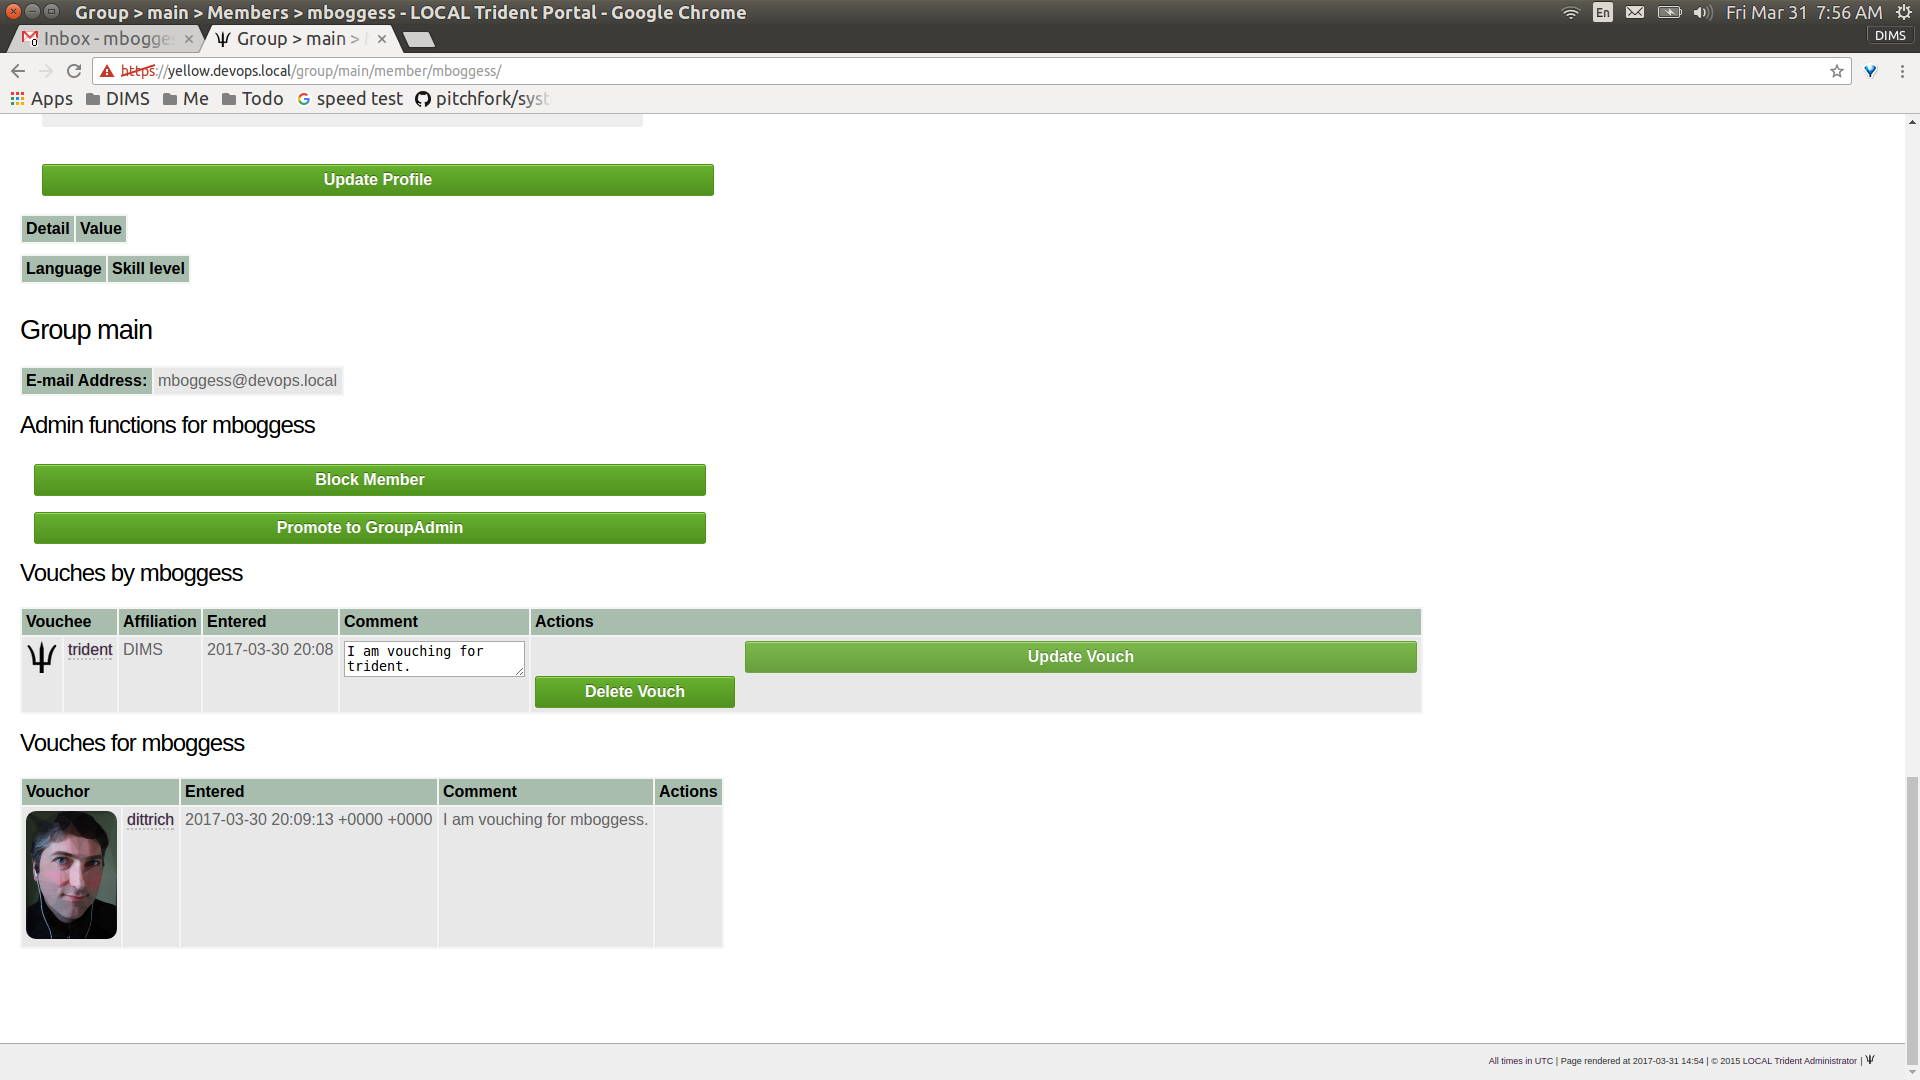 Group > main > Members > mboggess - LOCAL Trident Portal - Google Chrome
En
Fri Mar 31 7:56 AM
Inbox - mbogges
Group > main >
DIMS
https://yellow.devops.local/group/main/member/mboggess/
Apps
DIMS
Me
Todo
speed test
pitchfork/syst
Update Profile
Detail Value
Language Skill level
Group main
E-mail Address: mboggess@devops.local
Admin functions for mboggess
Block Member
Promote to GroupAdmin
Vouches by mboggess
Vouchee Affiliation Entered Comment Actions
trident DIMS 2017-03-30 20:08 I am vouching for
trident.
Update Vouch
Delete Vouch
Vouches for mboggess
Vouchor Entered Comment Actions
dittrich 2017-03-30 20:09:13 +0000 +0000 I am vouching for mboggess.
All times in UTC | Page rendered at 2017-03-31 14:54 | © 2015 LOCAL Trident Administrator |